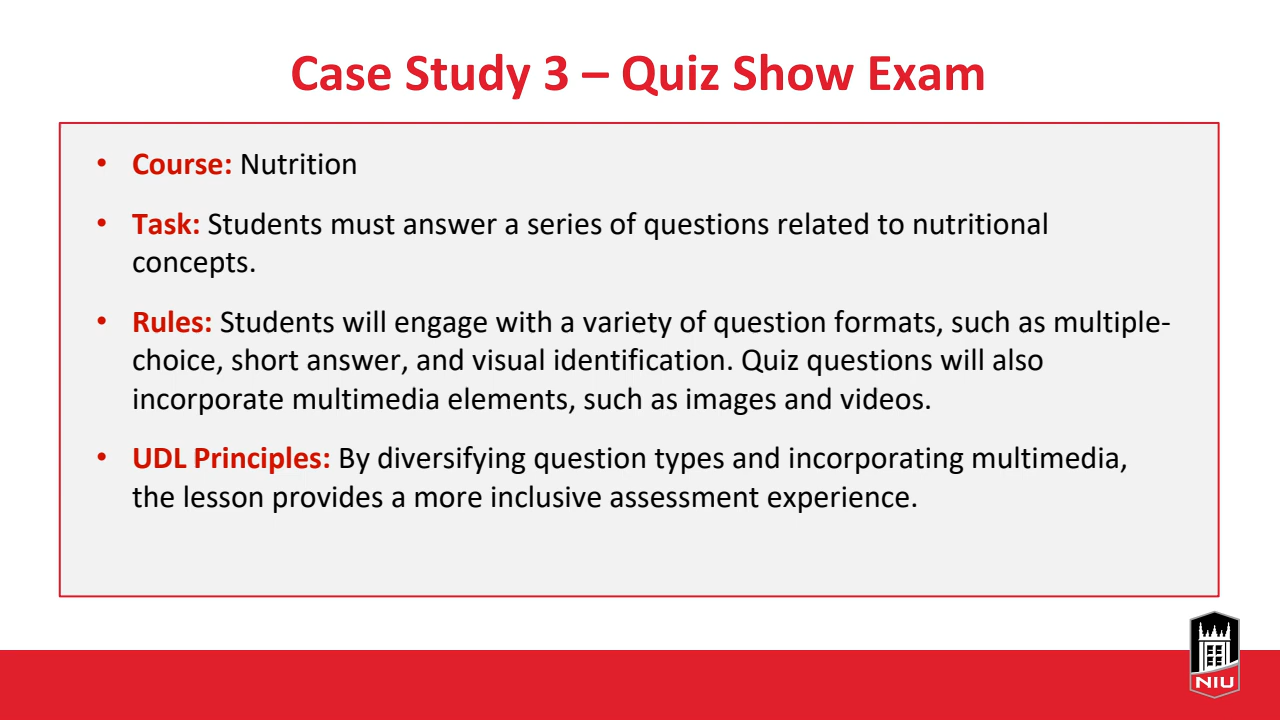 Case Study 3 – Quiz Show Exam
• Course: Nutrition
• Task: Students must answer a series of questions related to nutritional
concepts.
• Rules: Students will engage with a variety of question formats, such as multiple-
choice, short answer, and visual identification. Quiz questions will also
incorporate multimedia elements, such as images and videos.
• UDL Principles: By diversifying question types and incorporating multimedia,
the lesson provides a more inclusive assessment experience.
NIU